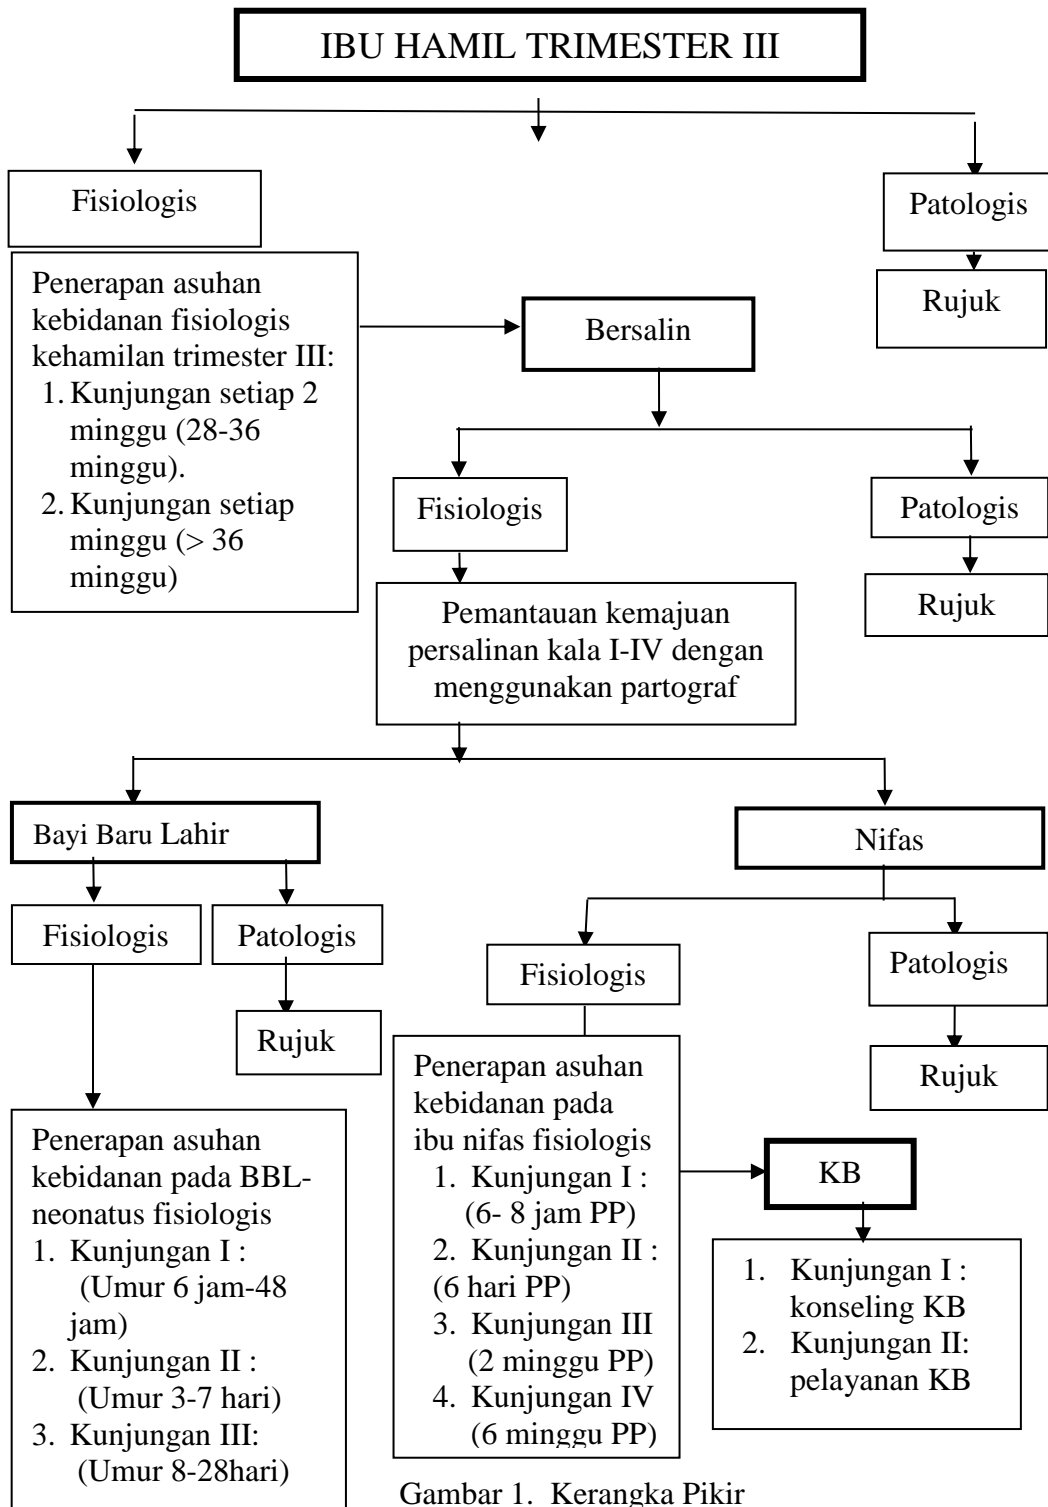 IBU HAMIL TRIMESTER III
Fisiologis
Patologis
Penerapan asuhan
kebidanan fisiologis
kehamilan trimester III:
1. Kunjungan setiap 2
minggu (28-36
minggu).
2. Kunjungan setiap
minggu (> 36
minggu)
Rujuk
Bersalin
Fisiologis
Patologis
Rujuk
Pemantauan kemajuan
persalinan kala I-IV dengan
menggunakan partograf
Bayi Baru Lahir
Nifas
Fisiologis
Patologis
Rujuk
Fisiologis
Patologis
Rujuk
Penerapan asuhan
kebidanan pada BBL-
neonatus fisiologis
1. Kunjungan I :
(Umur 6 jam-48
jam)
2. Kunjungan II :
(Umur 3-7 hari)
3. Kunjungan III:
(Umur 8-28hari)
Penerapan asuhan
kebidanan pada
ibu nifas fisiologis
1. Kunjungan I :
(6- 8 jam PP)
2. Kunjungan II :
(6 hari PP)
3. Kunjungan III
(2 minggu PP)
4. Kunjungan IV
(6 minggu PP)
KB
1. Kunjungan I :
konseling KB
2. Kunjungan II:
pelayanan KB
Gambar 1. Kerangka Pikir